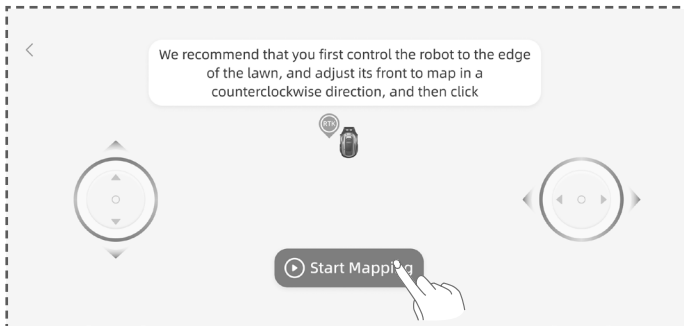 We recommend that you first control the robot to the edge
of the lawn, and adjust its front to map in a
counterclockwise direction, and then click
RTK
Start Mapping